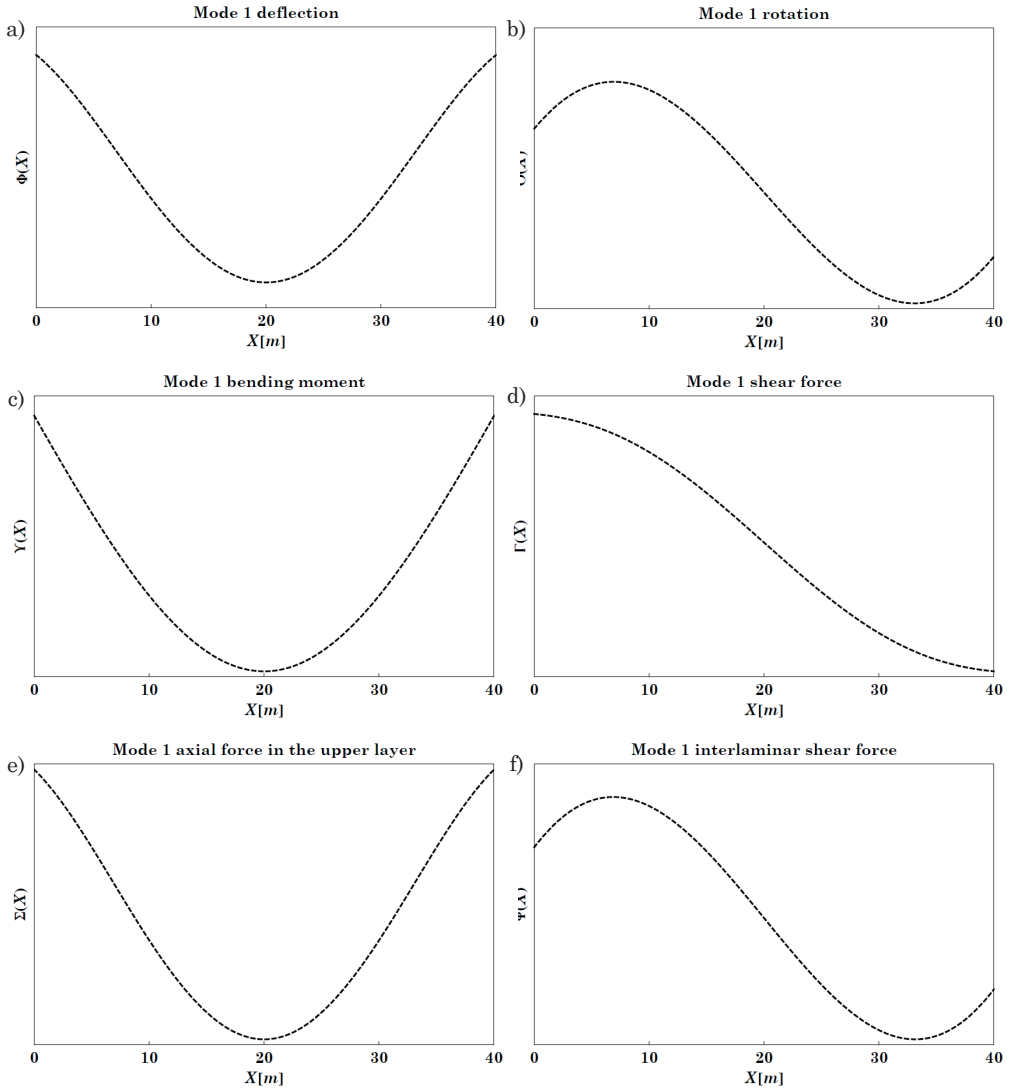 Mode 1 deflection
a)
Φ(X)
0 10 20 30 40
X[m]
Mode 1 rotation
b)
(X)
0 10 20 30 40
X[m]
Mode 1 bending moment
c)
Υ(X)
0 10 20 30 40
X[m]
Mode 1 shear force
d)
Γ(X)
0 10 20 30 40
X[m]
Mode 1 axial force in the upper layer
e)
Σ(X)
0 10 20 30 40
X[m]
Mode 1 interlaminar shear force
f)
Ψ(X)
0 10 20 30 40
X[m]